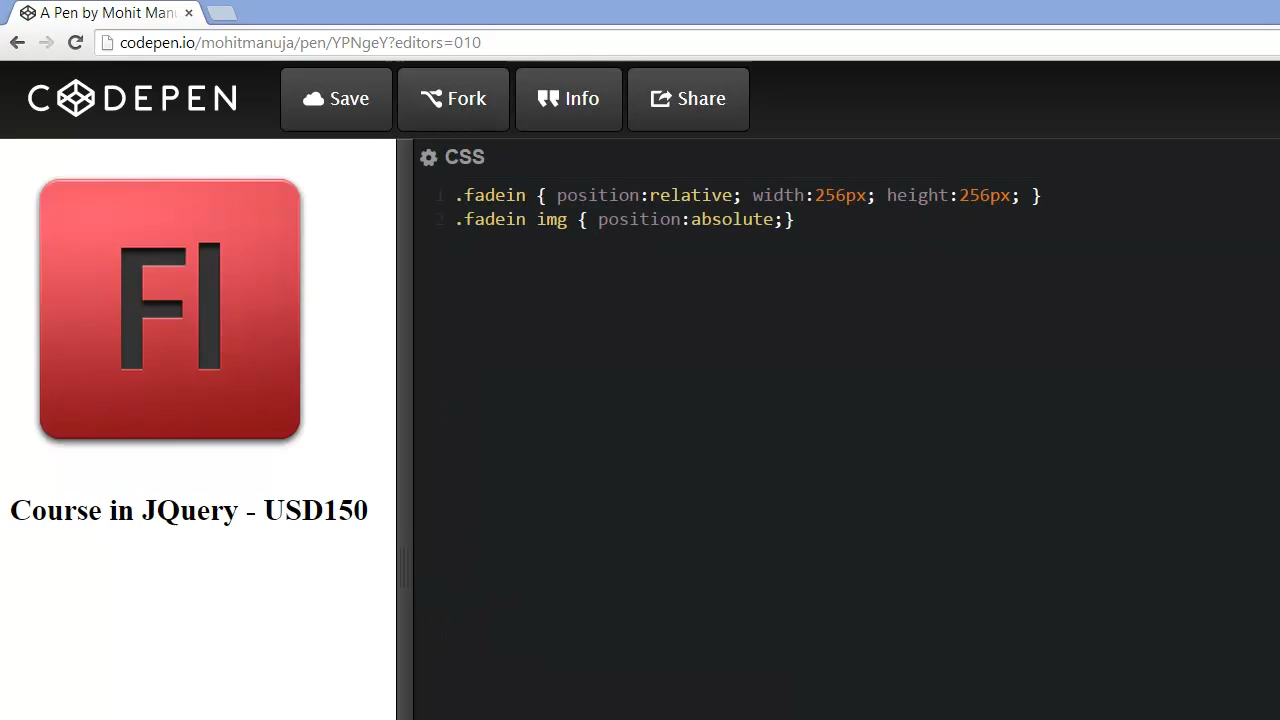 A Pen by Mohit Manu
codepen.io/mohitmanuja/pen/YPNgeY?editors=010
CODEPEN
Save
Fork
Info
Share
CSS
1 .fadein { position:relative; width:256px; height:256px; }
2 .fadein img { position:absolute;}
Fl
Course in JQuery - USD150